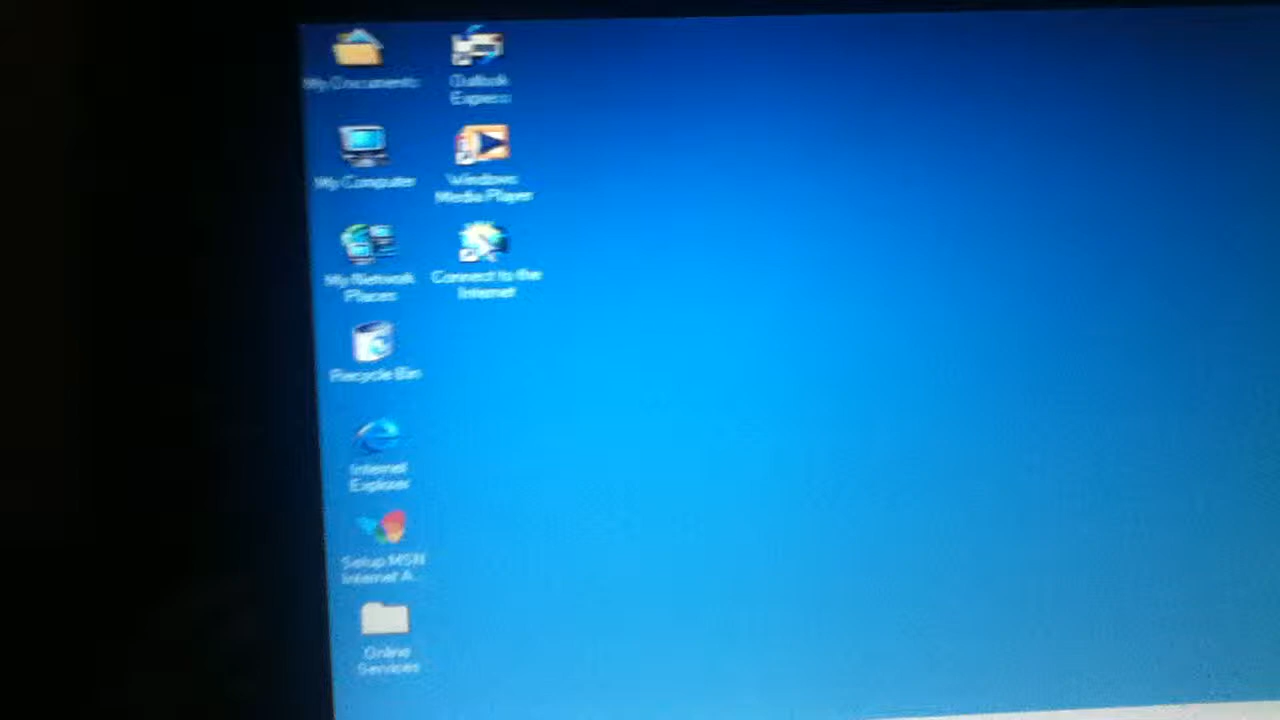 My Documents
Outlook
Express
My Computer
Windows
Media Player
My Network
Places
Connect to the
Internet
Recycle Bin
Internet
Explorer
Setup MSN
Internet A...
Online
Services